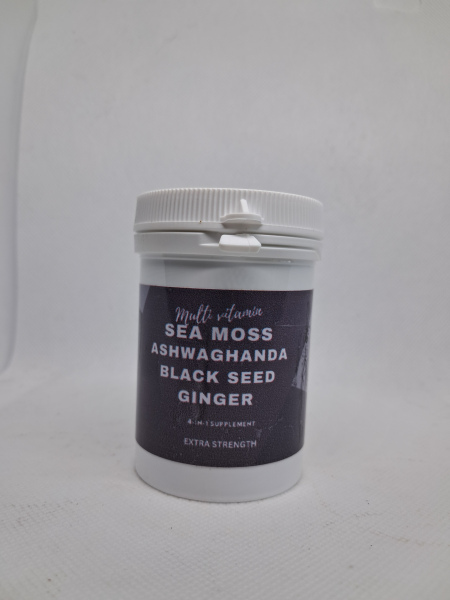 Multi vitamin
SEA MOSS
ASHWAGHANDA
BLACK SEED
GINGER
4-IN-1 SUPPLEMENT
EXTRA STRENGTH